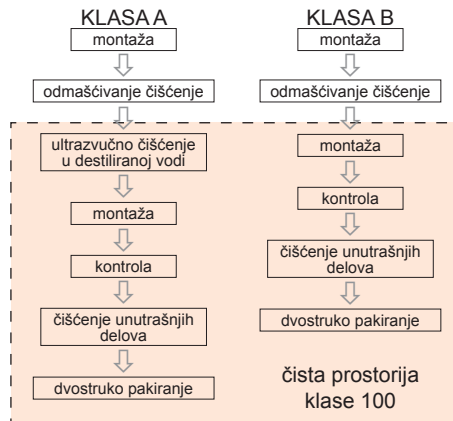 KLASA A
montaža
odmašćivanje čišćenje
ultrazvučno čišćenje
u destiliranoj vodi
montaža
kontrola
čišćenje unutrašnjih
delova
dvostruko pakiranje
KLASA B
montaža
odmašćivanje čišćenje
montaža
kontrola
čišćenje unutrašnjih
delova
dvostruko pakiranje
čista prostorija
klase 100